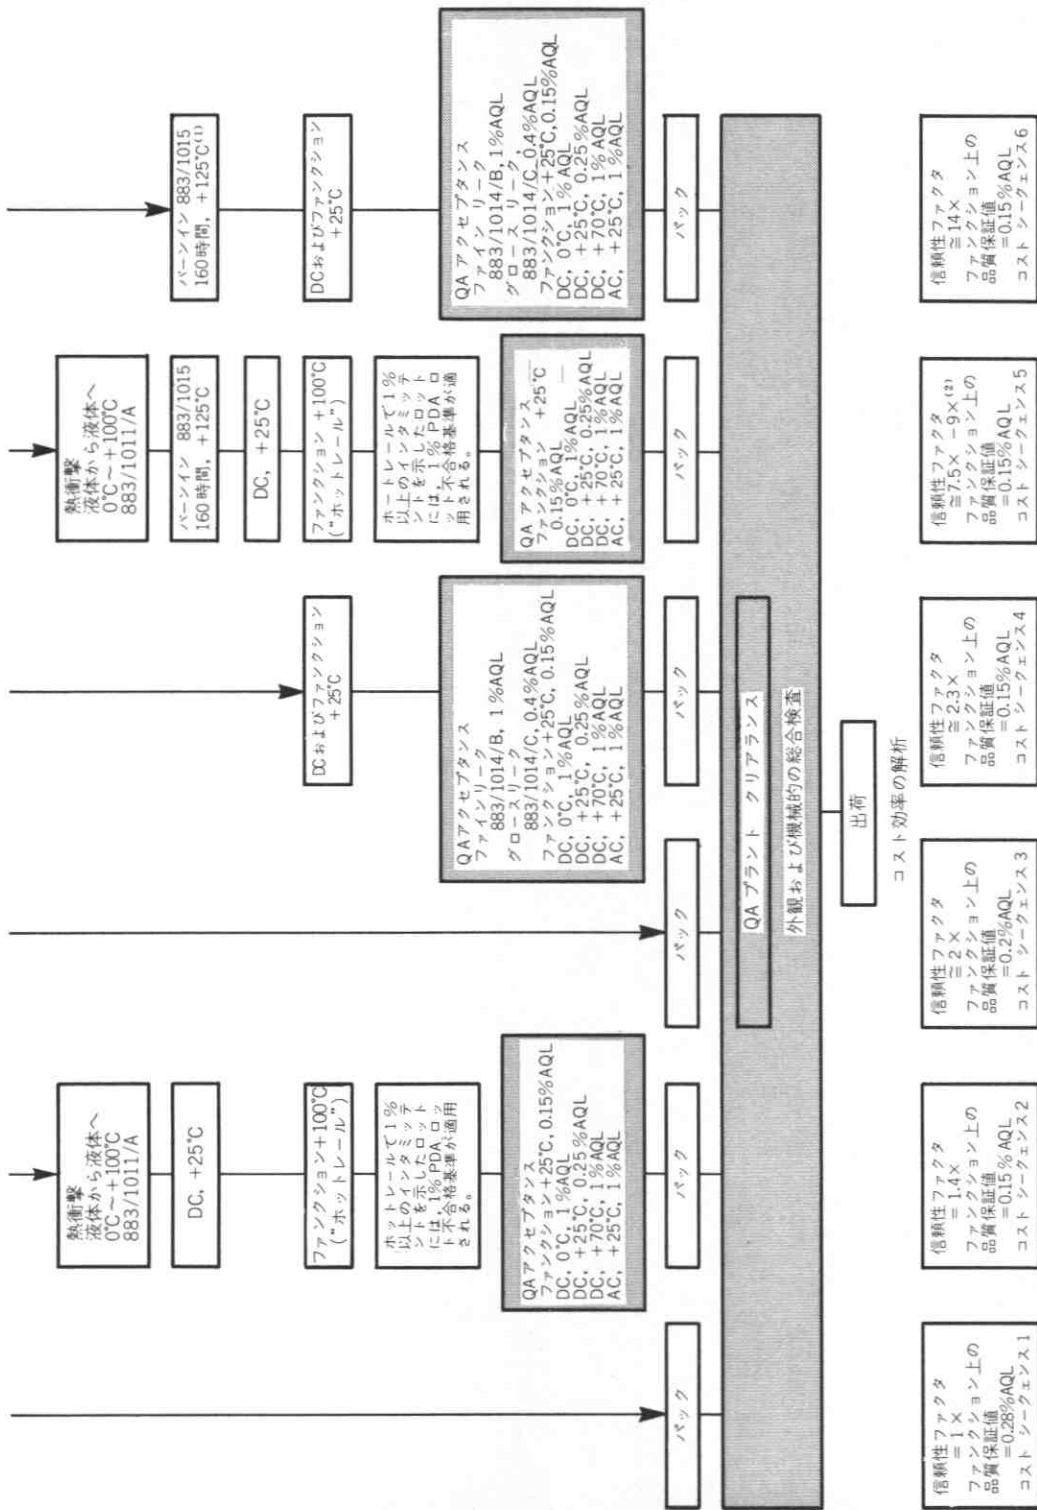 熱衝撃
液体から液体へ
0℃～+100℃
883/1011/A
DC, +25℃
ファンクション+100℃
("ホットレール")
ホットレールで1%
以上のインタミッテ
ントを示したロット
には, 1%PDAロッ
ト不合格基準が適用
される。
QAアクセプタンス
ファンクション+25℃, 0.15%AQL
DC, 0℃, 1%AQL
DC, +25℃, 0.25%AQL
DC, +70℃, 1%AQL
AC, +25℃, 1%AQL
DCおよびファンクション
+25℃
QAアクセプタンス
ファインリーク
883/1014/B, 1%AQL
グロースリーク
883/1014/C, 0.4%AQL
ファンクション+25℃, 0.15%AQL
DC, 0℃, 1%AQL
DC, +25℃, 0.25%AQL
DC, +70℃, 1%AQL
AC, +25℃, 1%AQL
熱衝撃
液体から液体へ
0℃～+100℃
883/1011/A
バーンイン 883/1015
160時間, +125℃
DC, +25℃
ファンクション +100℃
("ホットレール")
ホットレールで1%
以上のインタミッテ
ントを示したロット
には, 1% PDA ロ
ット不合格基準が適
用される。
QA アクセプタンス
ファンクション +25℃
0.15%AQL
DC, 0℃, 1%AQL
DC, +25℃, 0.25%AQL
DC, +70℃, 1%AQL
AC, +25℃, 1%AQL
バーンイン 883/1015
160時間, +125℃(1)
DCおよびファンクション
+25℃
QA アクセプタンス
ファイン リーク
883/1014/B, 1%AQL
グロース リーク,
883/1014/C, 0.4%AQL
ファンクション+25℃, 0.15%AQL
DC, 0℃, 1%AQL
DC, +25℃, 0.25%AQL
DC, +70℃, 1%AQL
AC, +25℃, 1%AQL
パック
パック
パック
パック
パック
パック
QA プラント クリアランス
外観および機械的の総合検査
出荷
コスト効率の解析
信頼性ファクタ
=1×
ファンクション上の
品質保証値
=0.28%AQL
コスト シークェンス1
信頼性ファクタ
=1.4×
ファンクション上の
品質保証値
=0.15%AQL
コスト シークェンス2
信頼性ファクタ
≅2×
ファンクション上の
品質保証値
=0.2%AQL
コスト シークェンス3
信頼性ファクタ
≅2.3×
ファンクション上の
品質保証値
=0.15%AQL
コスト シークェンス4
信頼性ファクタ
≅7.5×-9×(2)
ファンクション上の
品質保証値
=0.15%AQL
コスト シークェンス5
信頼性ファクタ
≅14×
ファンクション上の
品質保証値
=0.15%AQL
コスト シークェンス6